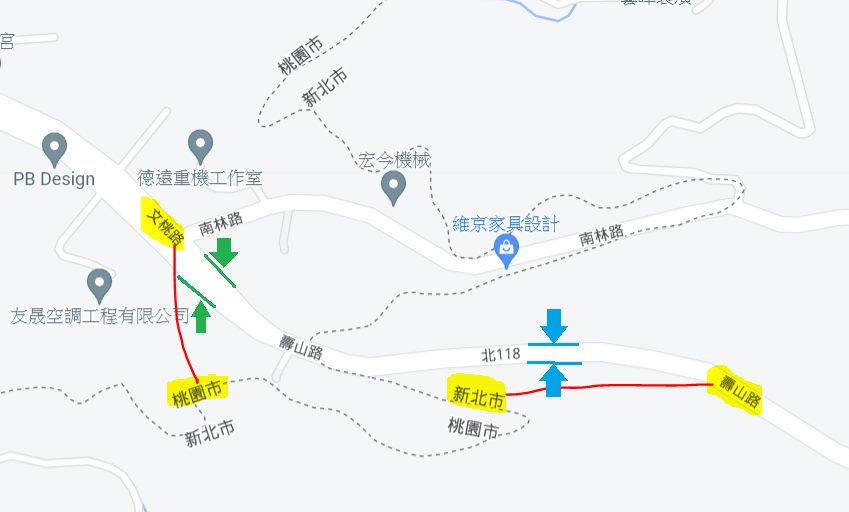 宮
桃園市
新北市
宏今機械
PB Design
德遠重機工作室
文桃路
南林路
維京家具設計
南林路
友晟空調工程有限公司
壽山路
北118
桃園市
新北市
壽山路
新北市
桃園市